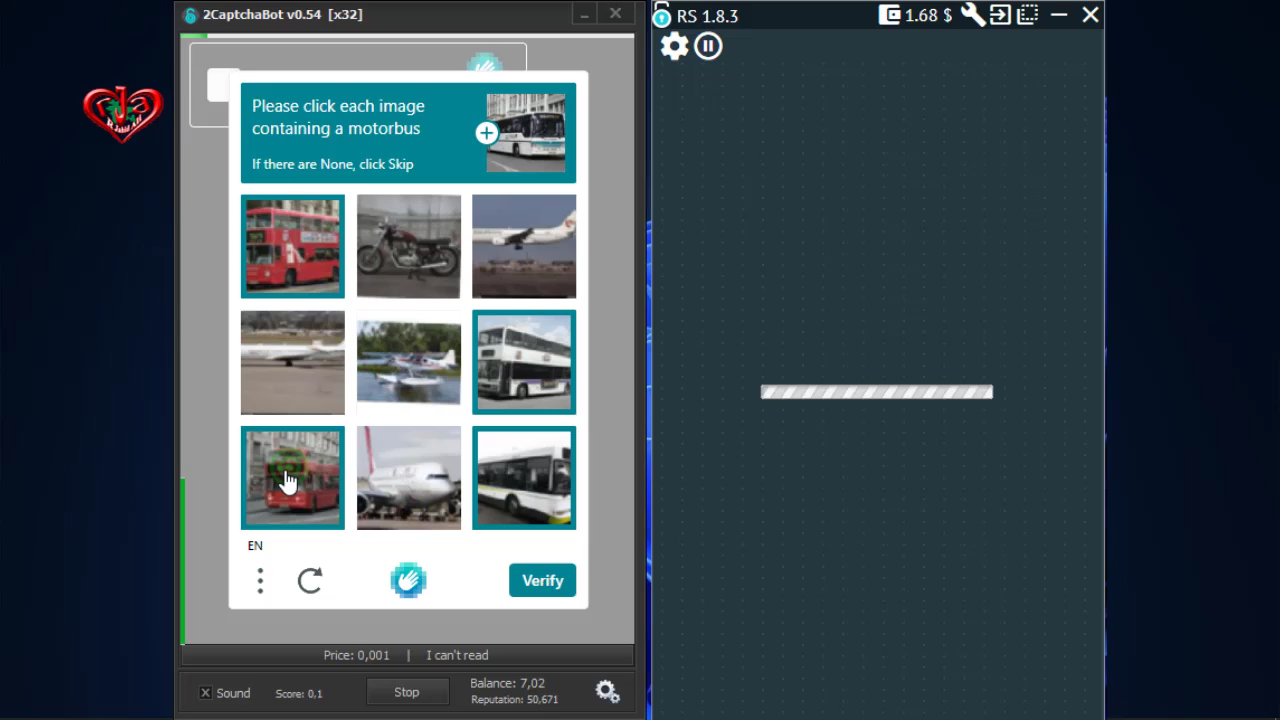 2CaptchaBot v0.54 [x32]
Please click each image
containing a motorbus
If there are None, click Skip
EN
Verify
Price: 0,001 | I can't read
Sound
Score: 0,1
Stop
Balance: 7,02
Reputation: 50,671
RS 1.8.3
1.68 $